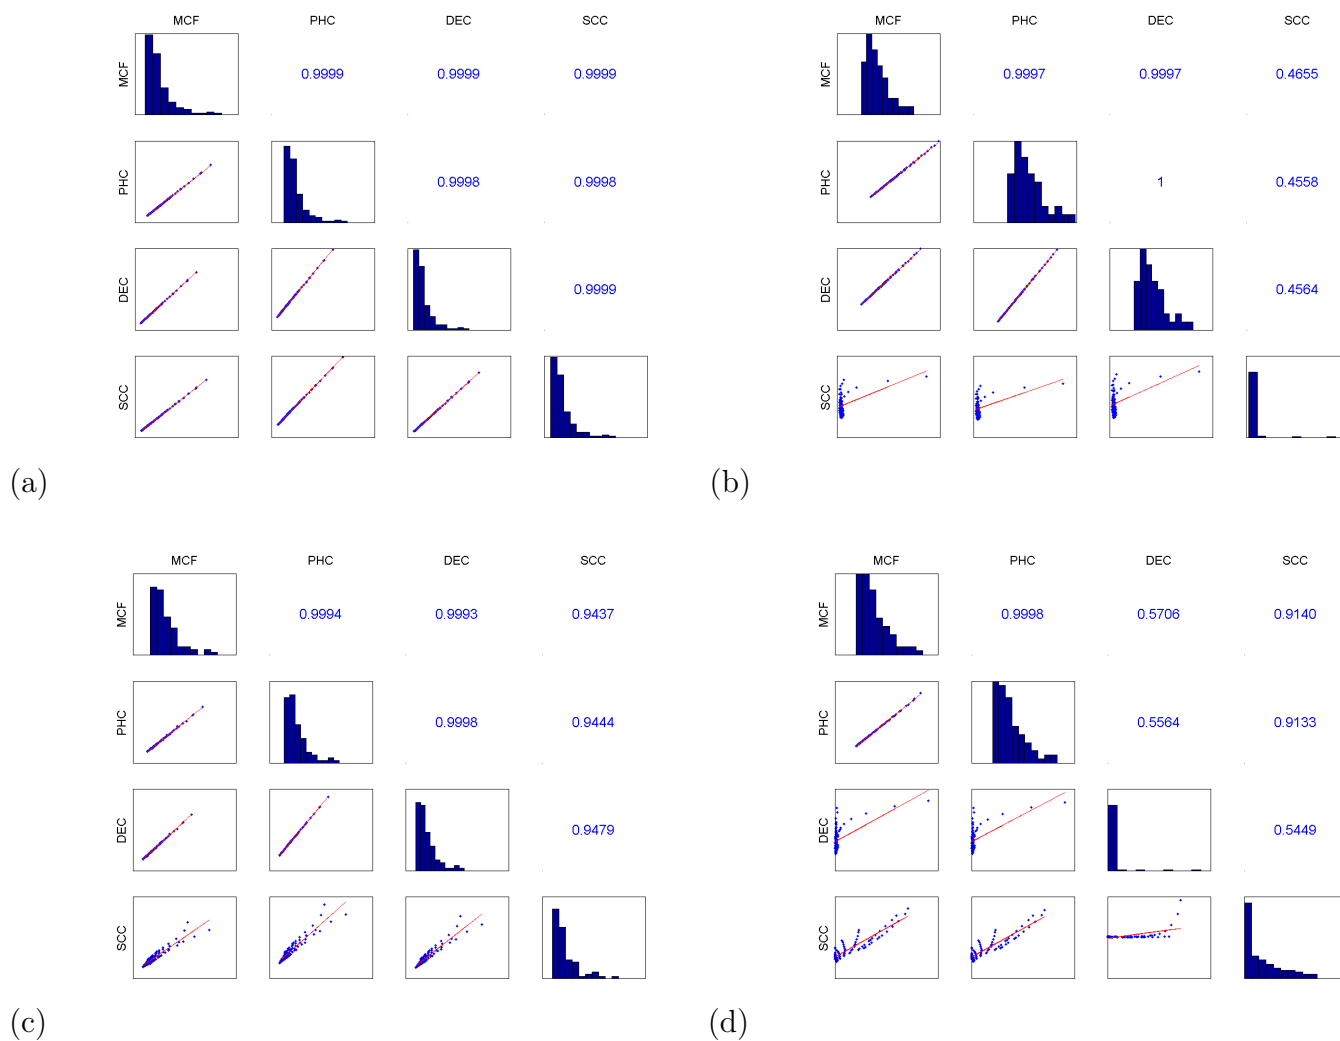 MCF PHC DEC SCC
MCF 0.9999 0.9999 0.9999
PHC 0.9998 0.9998
DEC 0.9999
SCC
(a)
MCF PHC DEC SCC
MCF 0.9997 0.9997 0.4655
PHC 1 0.4558
DEC 0.4564
SCC
(b)
MCF PHC DEC SCC
MCF 0.9994 0.9993 0.9437
PHC 0.9998 0.9444
DEC 0.9479
SCC
(c)
MCF PHC DEC SCC
MCF 0.9998 0.5706 0.9140
PHC 0.5564 0.9133
DEC 0.5449
SCC
(d)